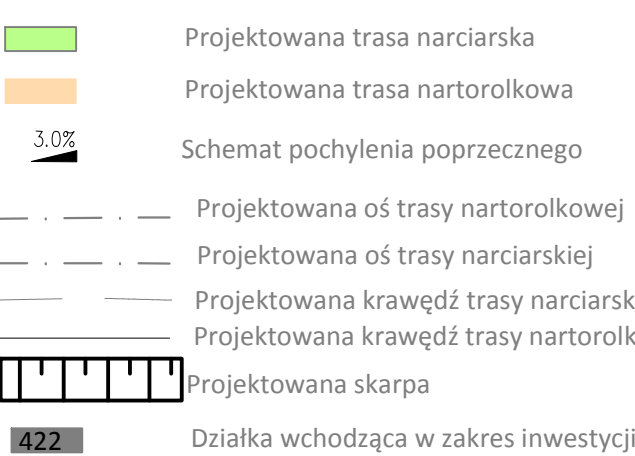 Projektowana trasa narciarska
Projektowana trasa nartorolkowa
3.0% Schemat pochylenia poprzecznego
Projektowana oś trasy nartorolkowej
Projektowana oś trasy narciarskiej
Projektowana krawędź trasy narciarsk
Projektowana krawędź trasy nartorolk
Projektowana skarpa
422 Działka wchodząca w zakres inwestycji